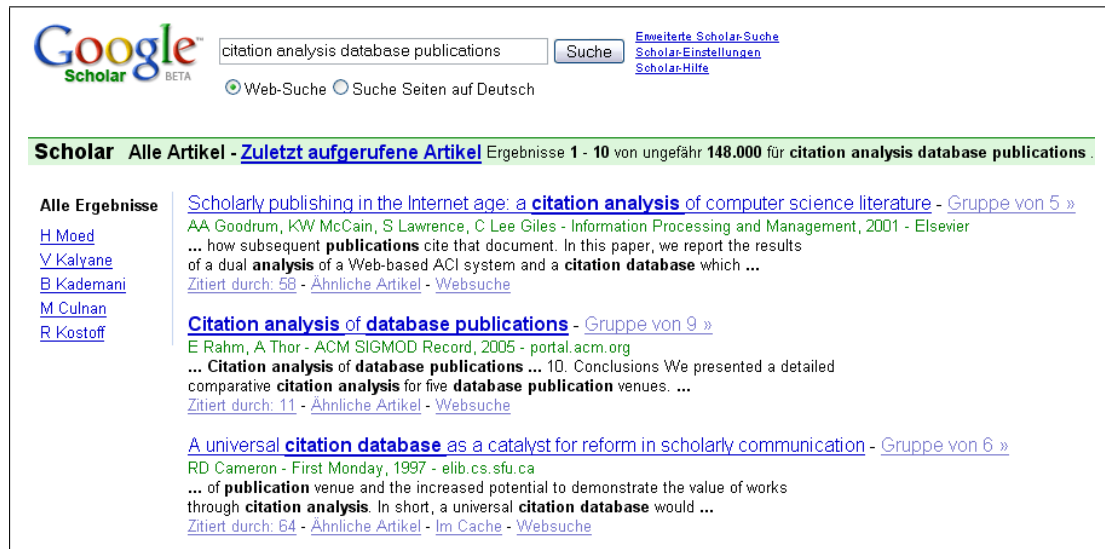 Google™
Scholar BETA
citation analysis database publications
Suche
Erweiterte Scholar-Suche
Scholar-Einstellungen
Scholar-Hilfe
Web-Suche Suche Seiten auf Deutsch
Scholar Alle Artikel - Zuletzt aufgerufene Artikel Ergebnisse 1 - 10 von ungefähr 148.000 für citation analysis database publications .
Alle Ergebnisse
H Moed
V Kalyane
B Kademani
M Culnan
R Kostoff
Scholarly publishing in the Internet age: a citation analysis of computer science literature - Gruppe von 5 »
AA Goodrum, KW McCain, S Lawrence, C Lee Giles - Information Processing and Management, 2001 - Elsevier
... how subsequent publications cite that document. In this paper, we report the results
of a dual analysis of a Web-based ACI system and a citation database which ...
Zitiert durch: 58 - Ähnliche Artikel - Websuche
Citation analysis of database publications - Gruppe von 9 »
E Rahm, A Thor - ACM SIGMOD Record, 2005 - portal.acm.org
... Citation analysis of database publications ... 10. Conclusions We presented a detailed
comparative citation analysis for five database publication venues. ...
Zitiert durch: 11 - Ähnliche Artikel - Websuche
A universal citation database as a catalyst for reform in scholarly communication - Gruppe von 6 »
RD Cameron - First Monday, 1997 - elib.cs.sfu.ca
... of publication venue and the increased potential to demonstrate the value of works
through citation analysis. In short, a universal citation database would ...
Zitiert durch: 64 - Ähnliche Artikel - Im Cache - Websuche